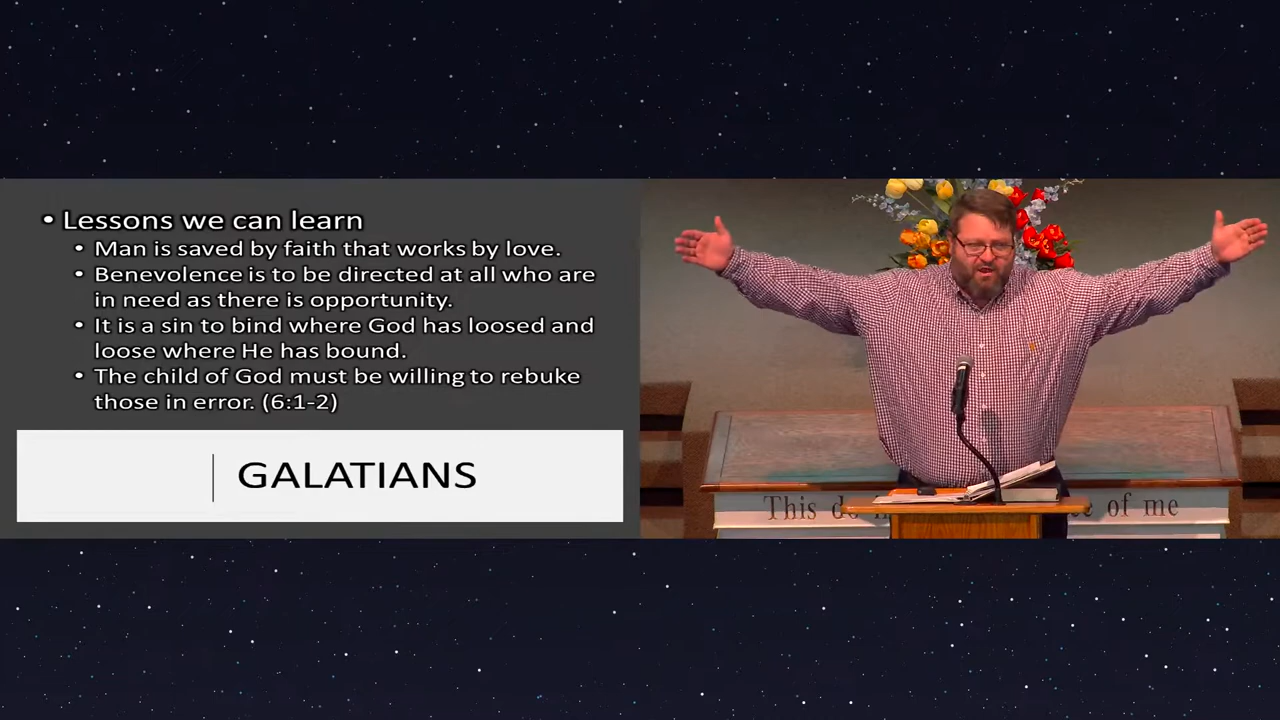 • Lessons we can learn
• Man is saved by faith that works by love.
• Benevolence is to be directed at all who are
in need as there is opportunity.
• It is a sin to bind where God has loosed and
loose where He has bound.
• The child of God must be willing to rebuke
those in error. (6:1-2)
GALATIANS
This do of me